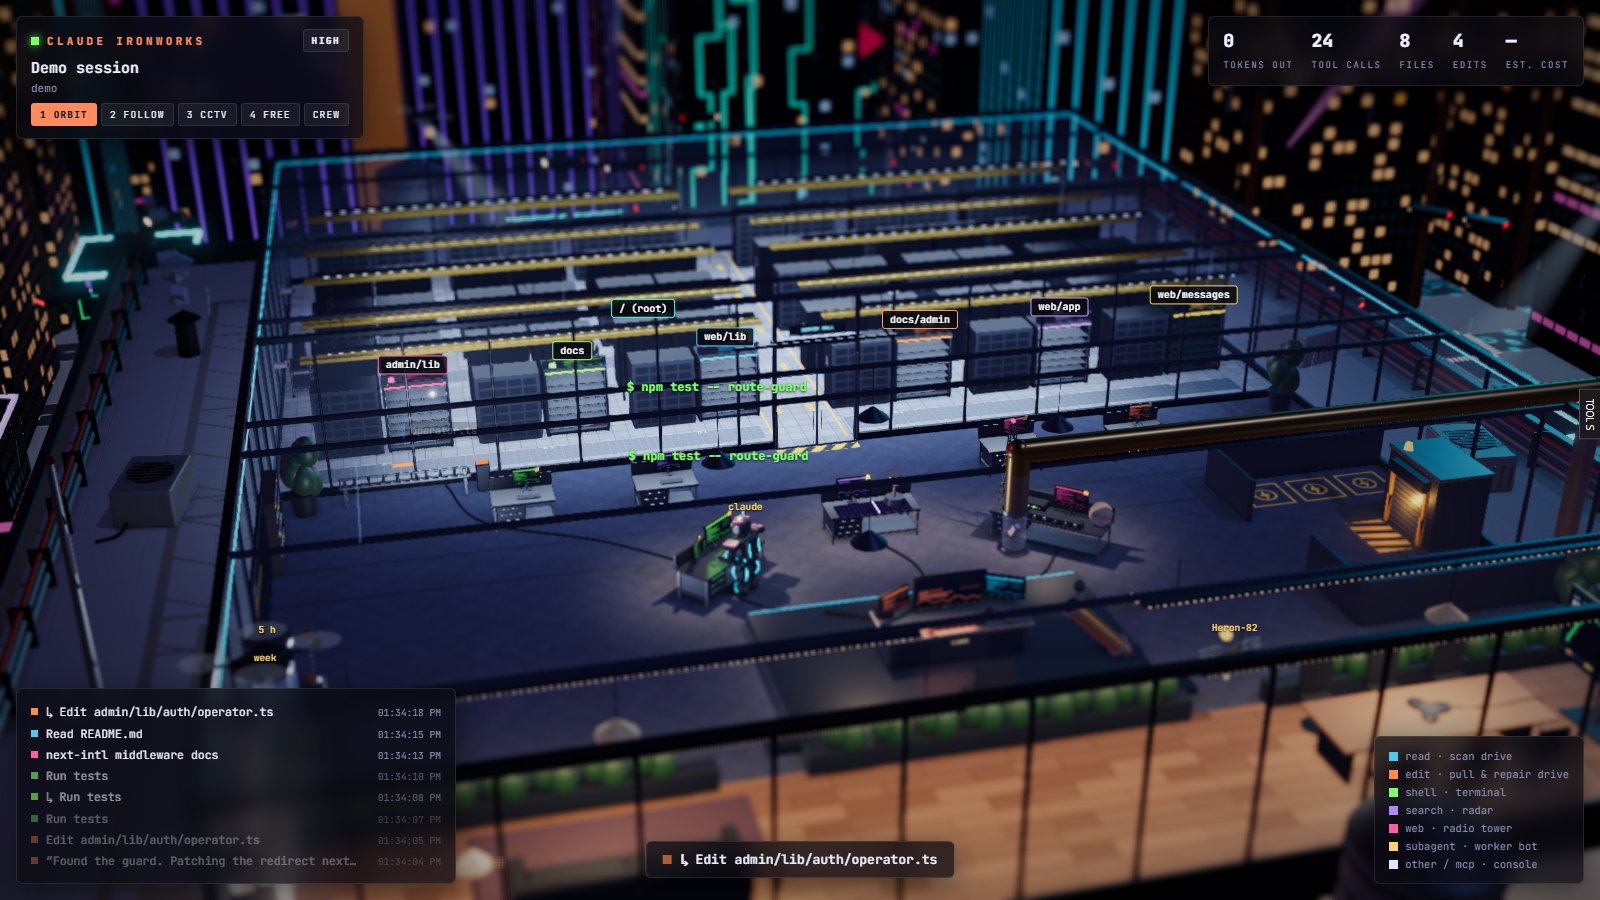 CLAUDE IRONWORKS
HIGH
Demo session
demo
1 ORBIT
2 FOLLOW
3 CCTV
4 FREE
CREW
0
TOKENS OUT
24
TOOL CALLS
8
FILES
4
EDITS
—
EST. COST
web/messages
/ (root)
web/app
docs/admin
web/lib
docs
admin/lib
$ npm test -- route-guard
operator.ts
$ npm test -- route-guard
claude
TOOLS
5 h
week
Heron-82
↳ Edit admin/lib/auth/operator.ts 01:34:18 PM
Read README.md 01:34:15 PM
next-intl middleware docs 01:34:13 PM
Run tests 01:34:10 PM
↳ Run tests 01:34:08 PM
Run tests 01:34:07 PM
Edit admin/lib/auth/operator.ts 01:34:05 PM
“Found the guard. Patching the redirect next… 01:34:04 PM
↳ Edit admin/lib/auth/operator.ts
read · scan drive
edit · pull & repair drive
shell · terminal
search · radar
web · radio tower
subagent · worker bot
other / mcp · console